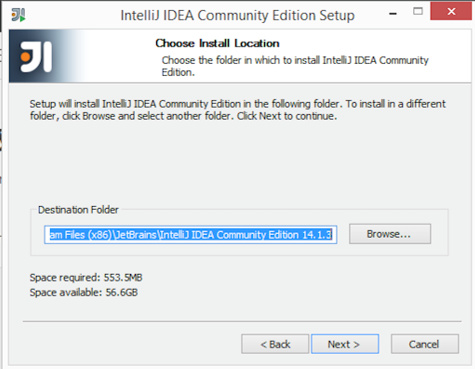 IntelliJ IDEA Community Edition Setup
Choose Install Location
Choose the folder in which to install IntelliJ IDEA Community
Edition.
Setup will install IntelliJ IDEA Community Edition in the following folder. To install in a different
folder, click Browse and select another folder. Click Next to continue.
Destination Folder
am Files (x86)\JetBrains\IntelliJ IDEA Community Edition 14.1.3
Browse...
Space required: 553.5MB
Space available: 56.6GB
< Back
Next >
Cancel